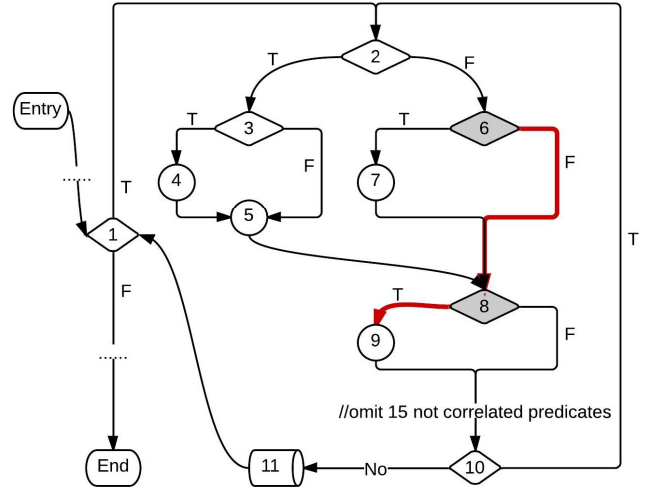 2
T
F
Entry
T
3
T
6
4
F
7
F
......
T
5
1
T
F
T
8
9
F
......
//omit 15 not correlated predicates
End
11
No
10